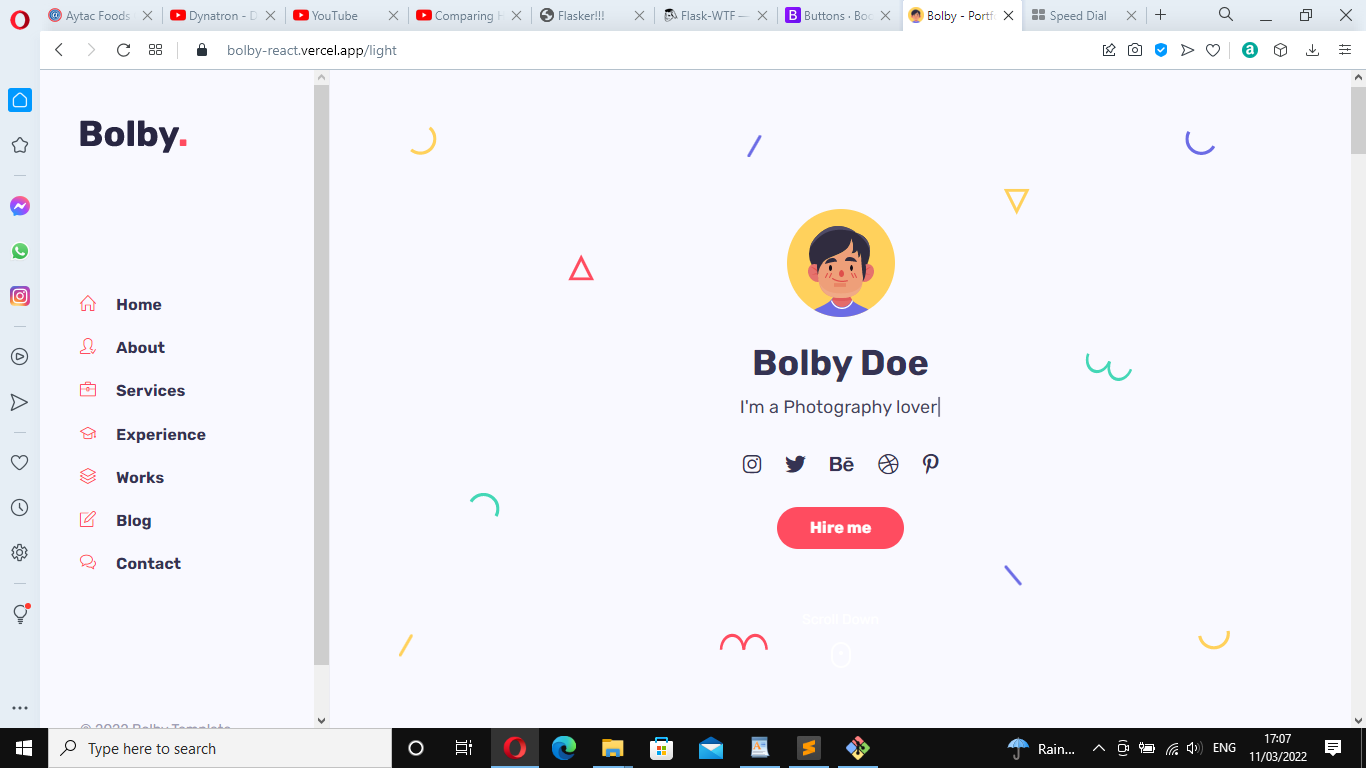 Aytac Foods
Dynatron - D
YouTube
Comparing H
Flasker!!!
Flask-WTF —
Buttons · Boo
Bolby - Portf
Speed Dial
bolby-react.vercel.app/light
Bolby.
Home
About
Services
Experience
Works
Blog
Contact
© 2022 Bolby Template
Bolby Doe
I'm a Photography lover
Bē
Hire me
Scroll Down
Type here to search
Rain...
ENG
17:07
11/03/2022